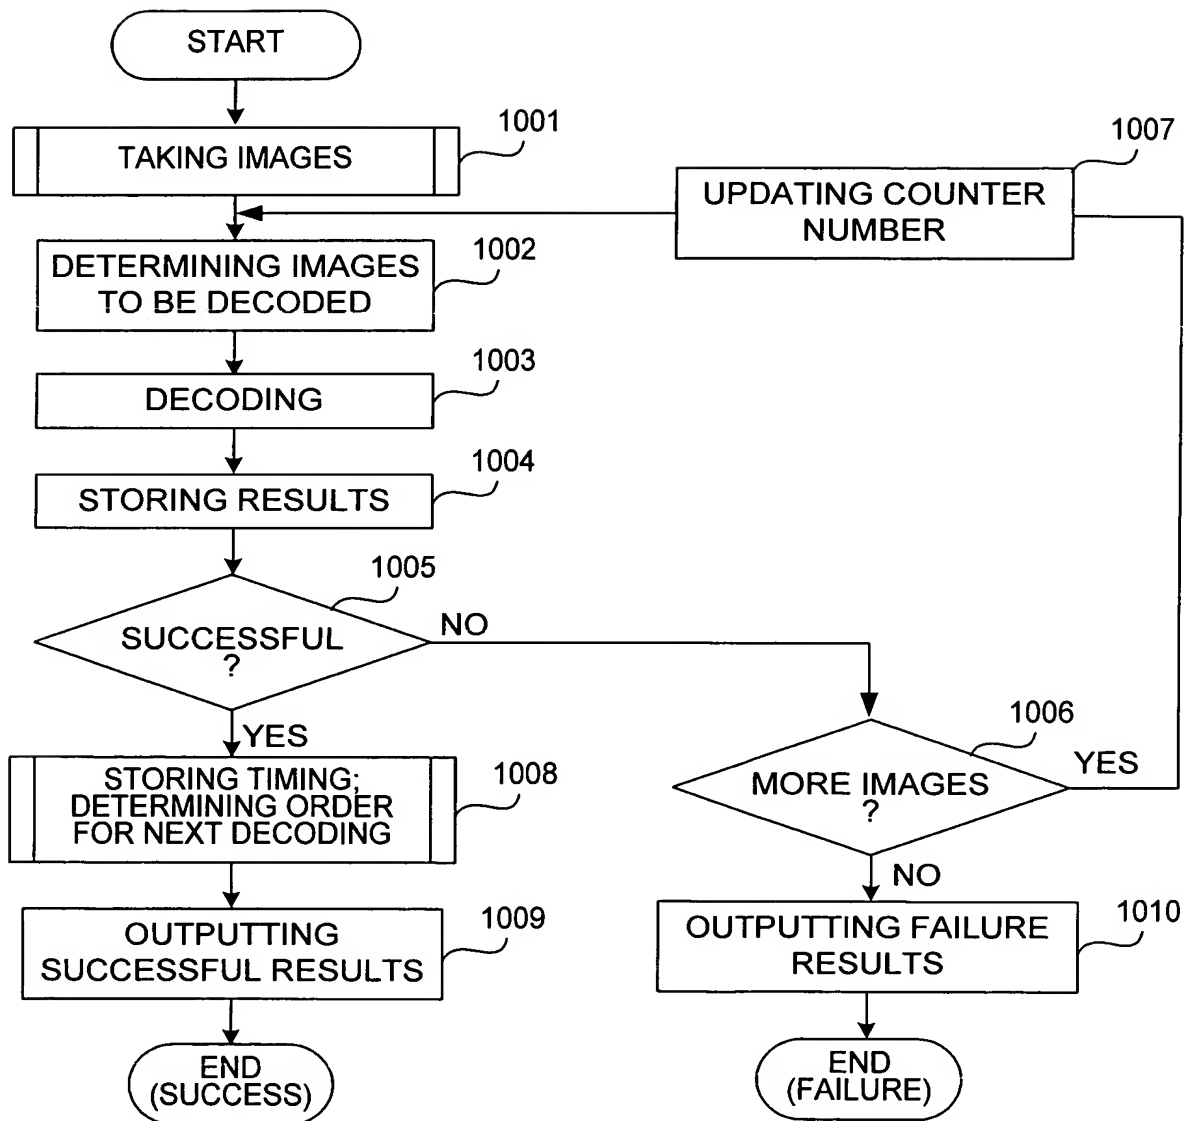 START
1001
TAKING IMAGES
1007
UPDATING COUNTER
NUMBER
DETERMINING IMAGES
TO BE DECODED
1002
1003
DECODING
1004
STORING RESULTS
1005
SUCCESSFUL
?
NO
YES
1006
MORE IMAGES
?
YES
NO
STORING TIMING;
DETERMINING ORDER
FOR NEXT DECODING
1008
OUTPUTTING
SUCCESSFUL RESULTS
1009
OUTPUTTING FAILURE
RESULTS
1010
END
(SUCCESS)
END
(FAILURE)